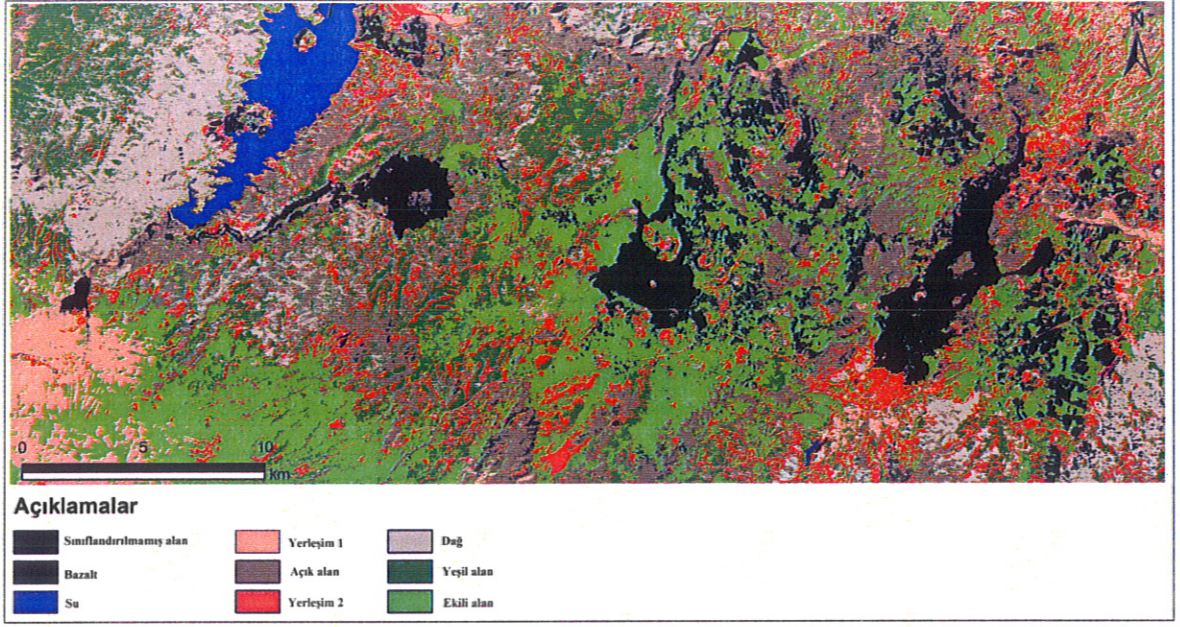 N
0 5 10
km
Açıklamalar
Sınıflandırılmamış alan
Bazalt
Su
Yerleşim 1
Açık alan
Yerleşim 2
Dağ
Yeşil alan
Ekili alan